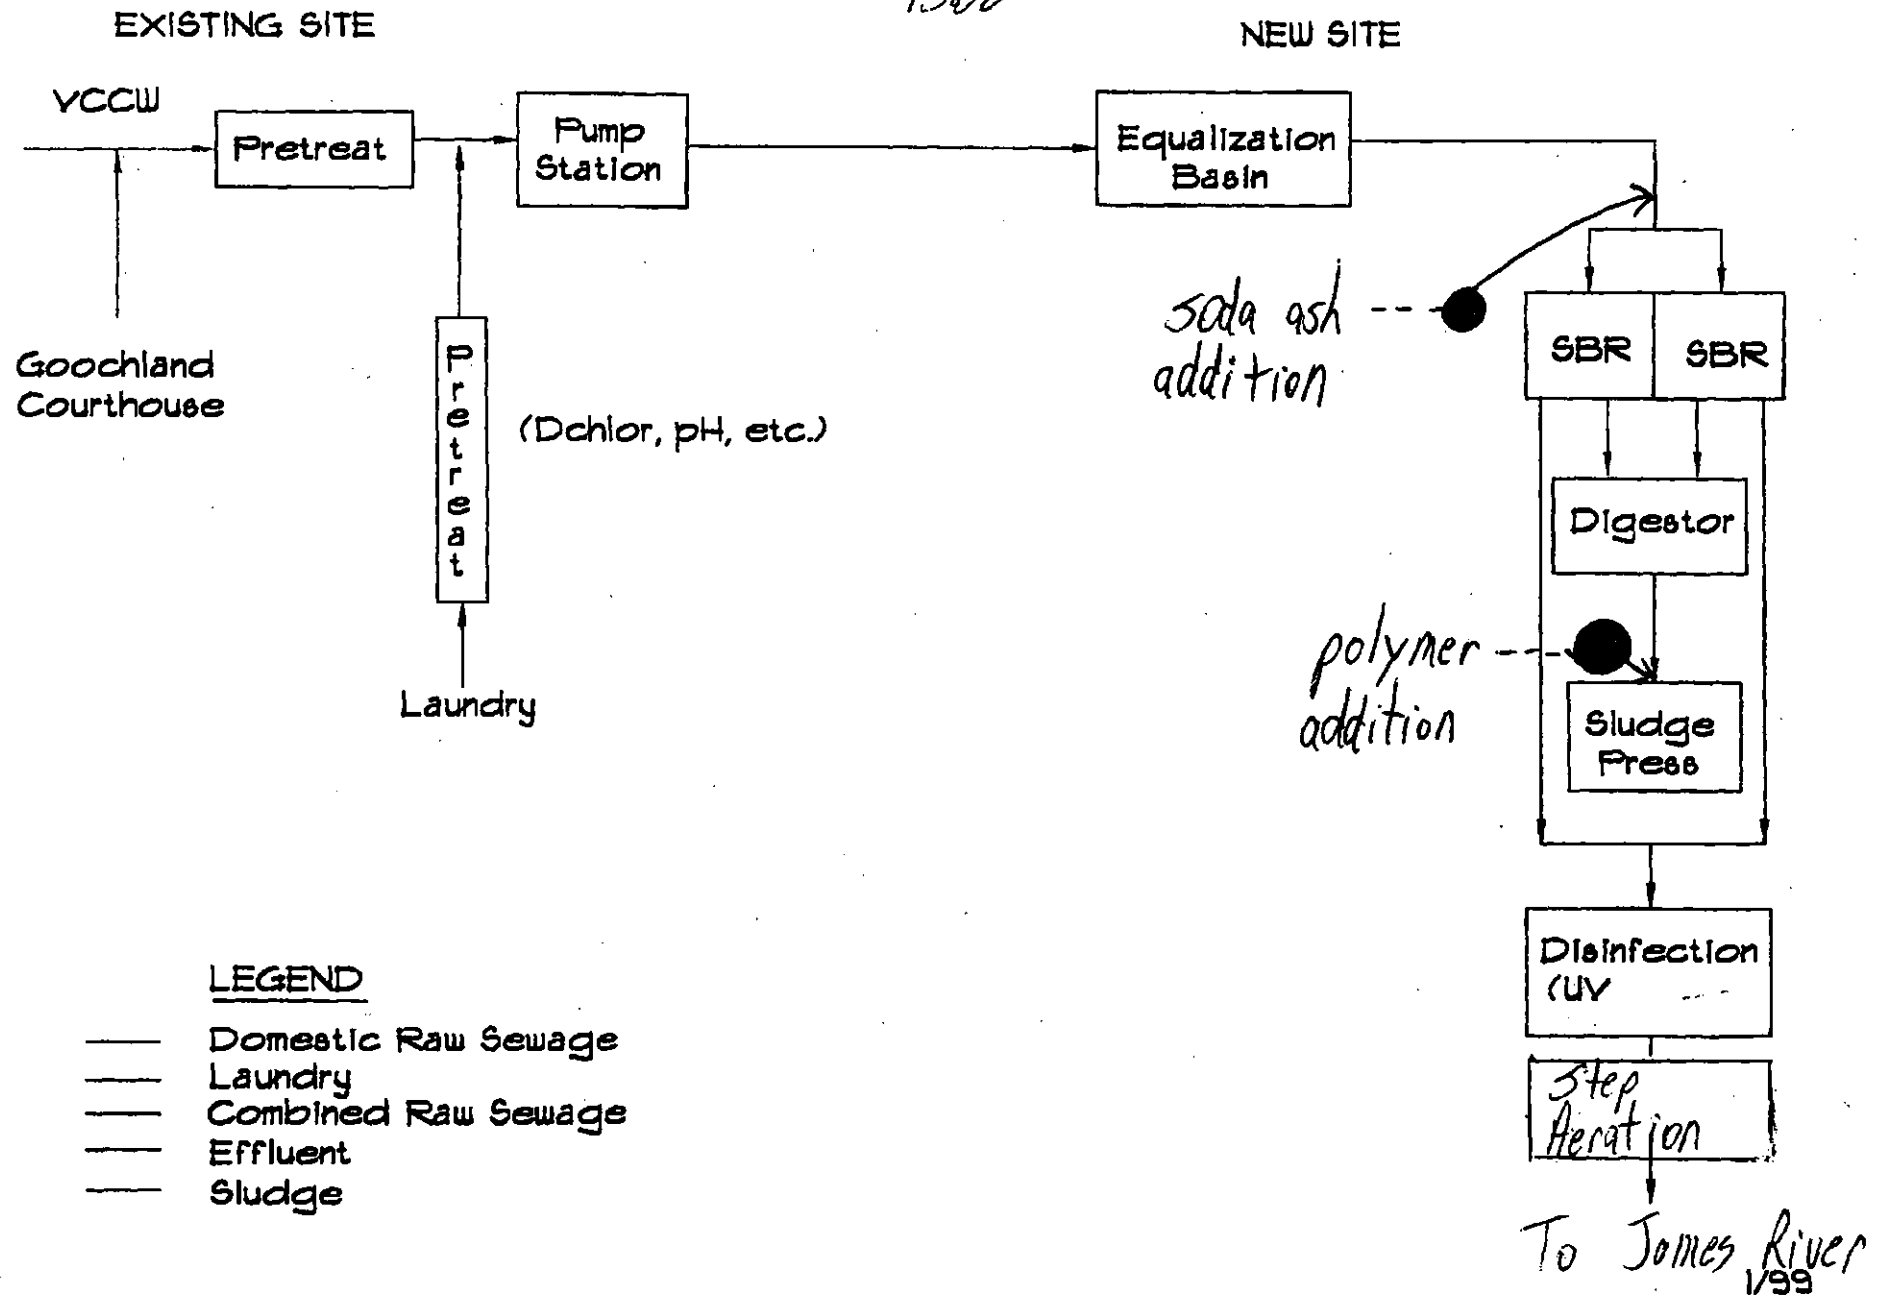 EXISTING SITE
NEW SITE
VCCW
Pretreat
Pump
Station
Equalization
Basin
Goochland
Courthouse
Pretreat
(Dchlor, pH, etc.)
Laundry
soda ash
addition
SBR
SBR
Digestor
polymer
addition
Sludge
Press
Disinfection
(UV
Step
Aeration
To James River
1/99
LEGEND
Domestic Raw Sewage
Laundry
Combined Raw Sewage
Effluent
Sludge